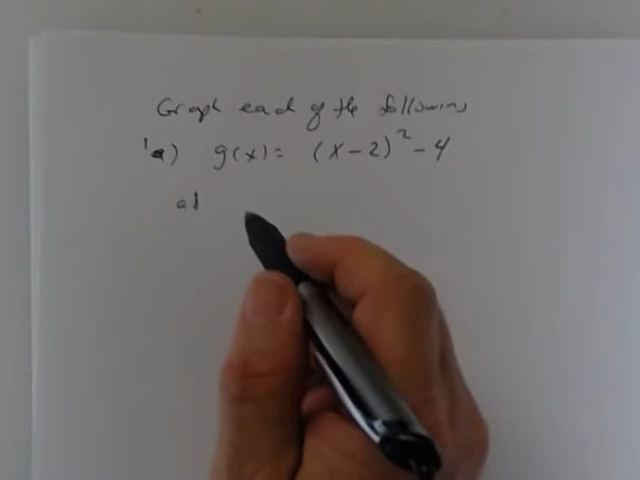 Graph each of the following
1a) g(x) = (x-2)² - 4